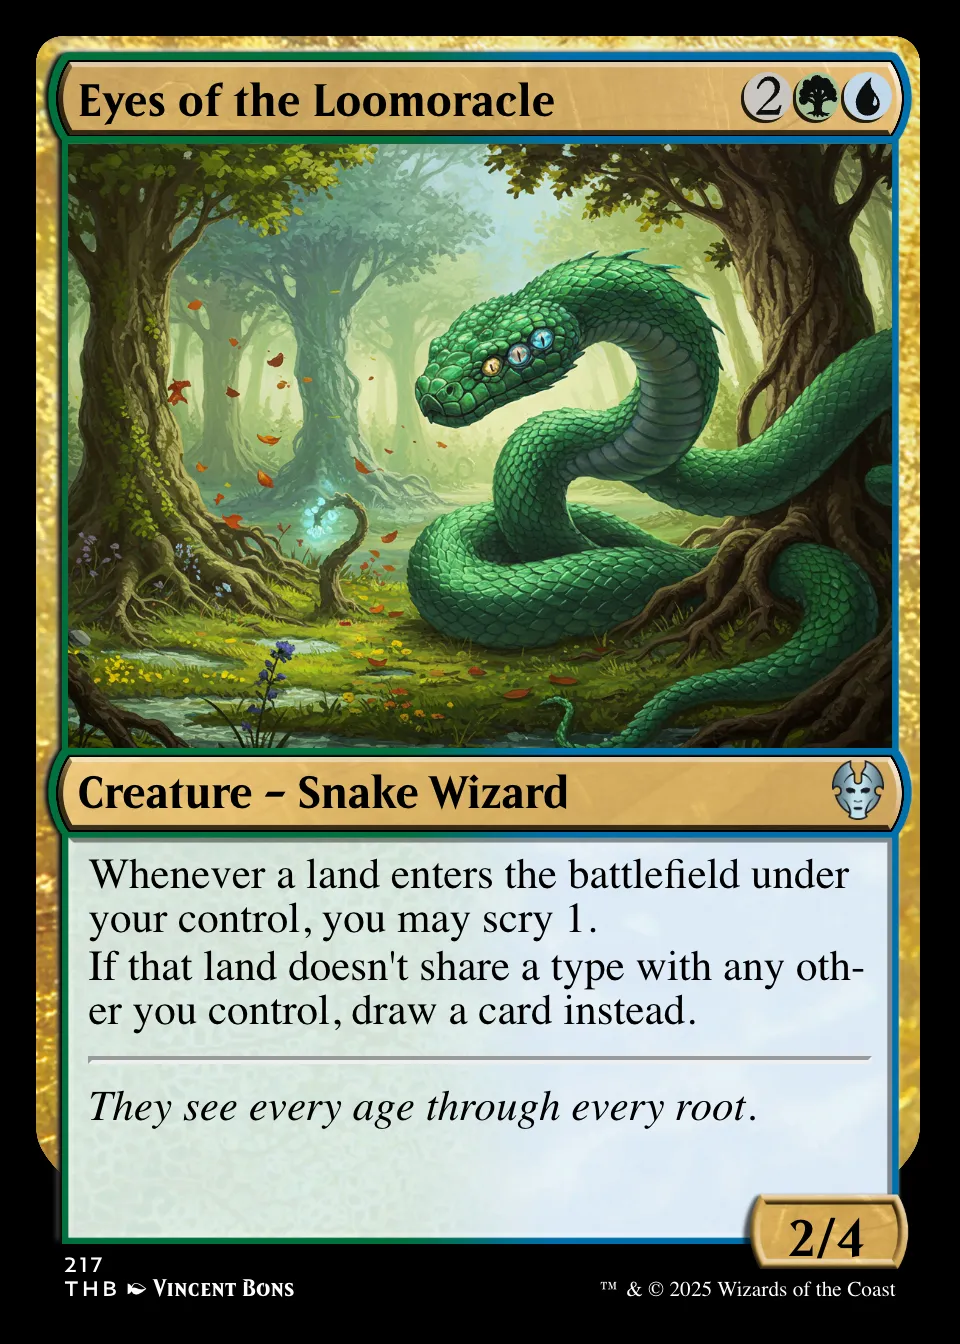 Eyes of the Loomoracle
2
Creature – Snake Wizard
Whenever a land enters the battlefield under
your control, you may scry 1.
If that land doesn't share a type with any oth-
er you control, draw a card instead.
They see every age through every root.
2/4
217
THB Vincent Bons
™ & © 2025 Wizards of the Coast